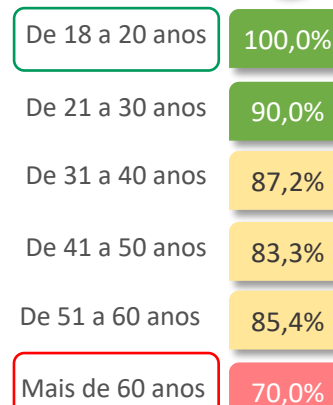 De 18 a 20 anos 100,0%
De 21 a 30 anos 90,0%
De 31 a 40 anos 87,2%
De 41 a 50 anos 83,3%
De 51 a 60 anos 85,4%
Mais de 60 anos 70,0%